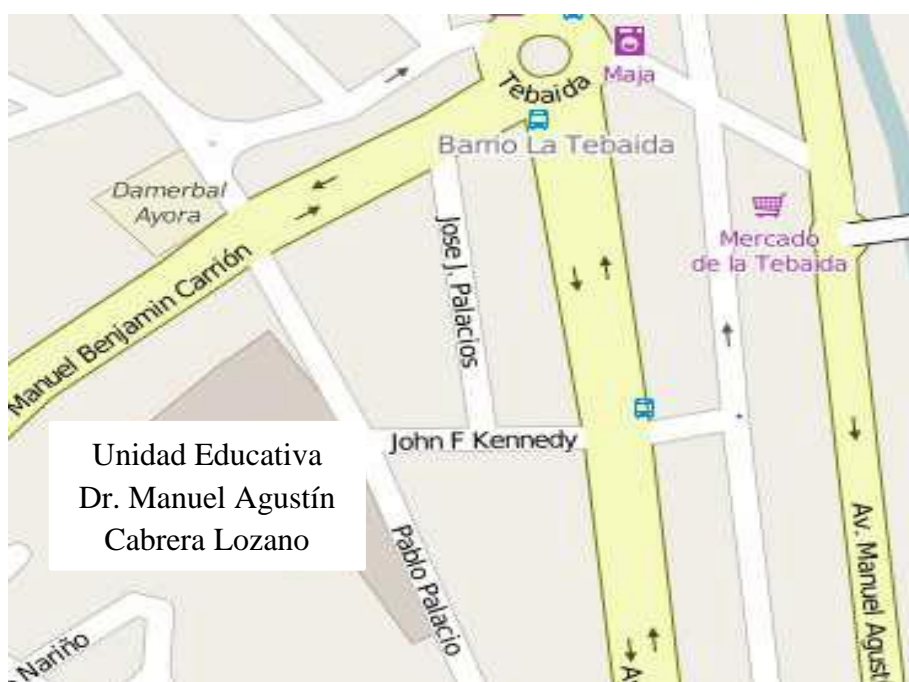 Maja
Tebaida
Barrio La Tebaida
Damerbal
Ayora
Jose J. Palacios
Mercado
de la Tebaida
Manuel Benjamin Carrión
John F Kennedy
Unidad Educativa
Dr. Manuel Agustín
Cabrera Lozano
Pablo Palacio
Av. Manuel Agust
Nariño